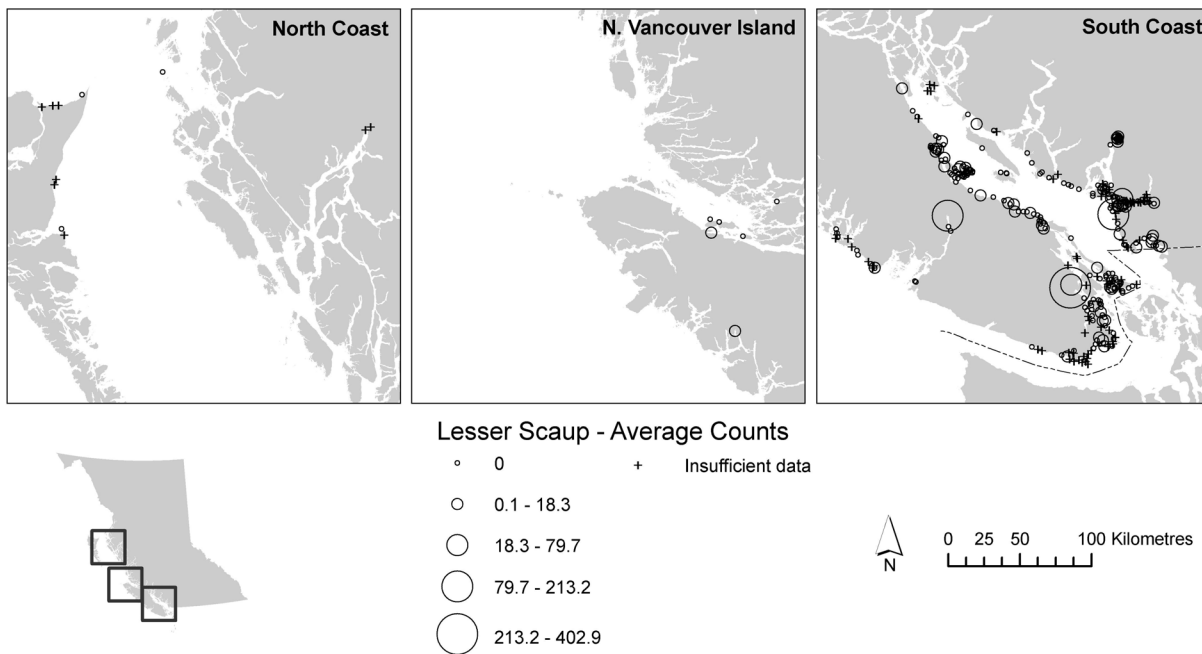 North Coast
N. Vancouver Island
South Coast
Lesser Scaup - Average Counts
0
+ Insufficient data
0.1 - 18.3
18.3 - 79.7
79.7 - 213.2
213.2 - 402.9
N
0 25 50 100 Kilometres